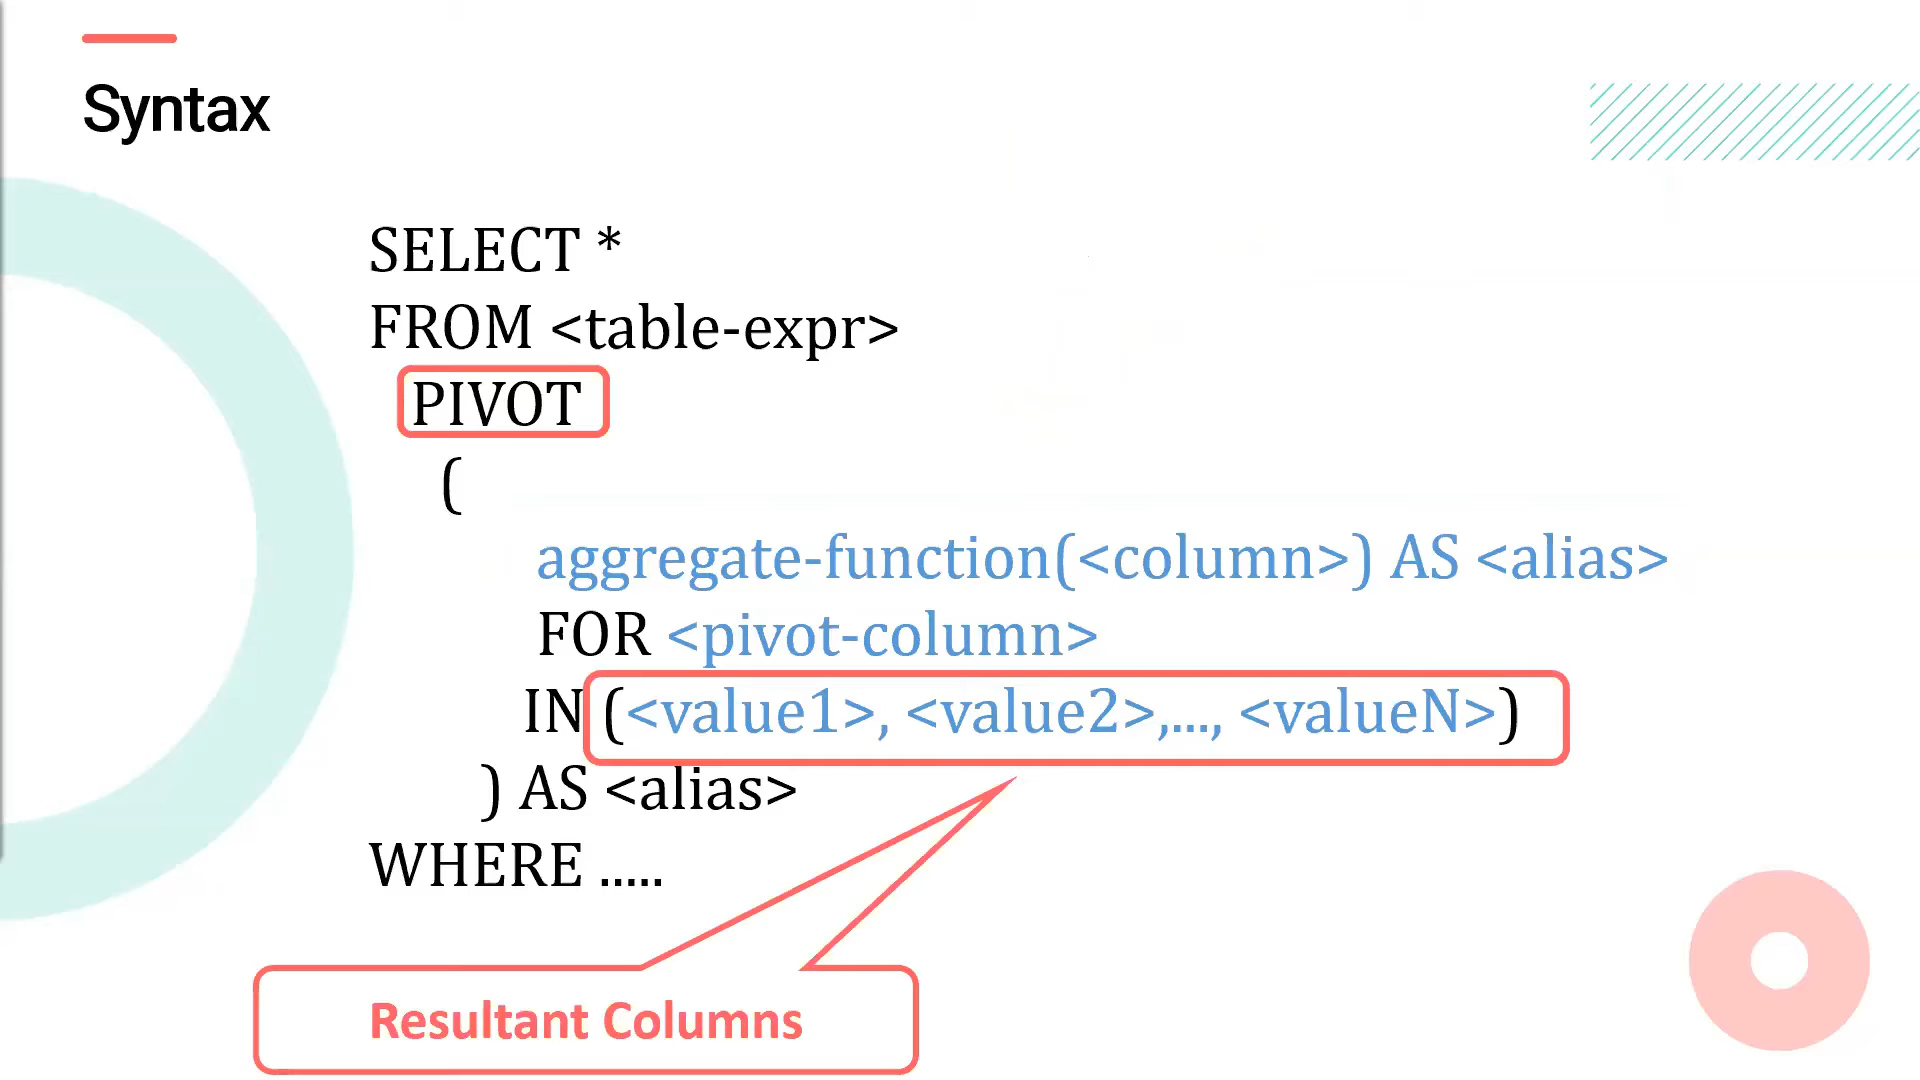 Syntax
SELECT *
FROM <table-expr>
PIVOT
(
aggregate-function(<column>) AS <alias>
FOR <pivot-column>
IN (<value1>, <value2>,..., <valueN>)
) AS <alias>
WHERE .....
Resultant Columns